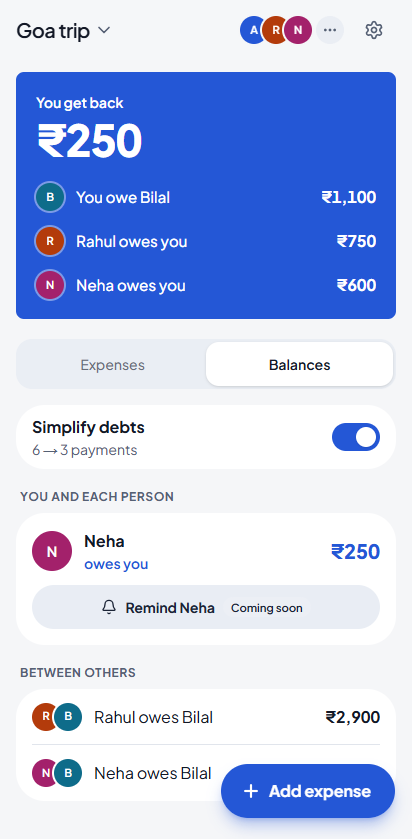 Goa trip
A R N
You get back
₹250
B You owe Bilal ₹1,100
R Rahul owes you ₹750
N Neha owes you ₹600
Expenses Balances
Simplify debts
6 → 3 payments
YOU AND EACH PERSON
N Neha ₹250
owes you
Remind Neha Coming soon
BETWEEN OTHERS
R B Rahul owes Bilal ₹2,900
N B Neha owes Bilal
+ Add expense